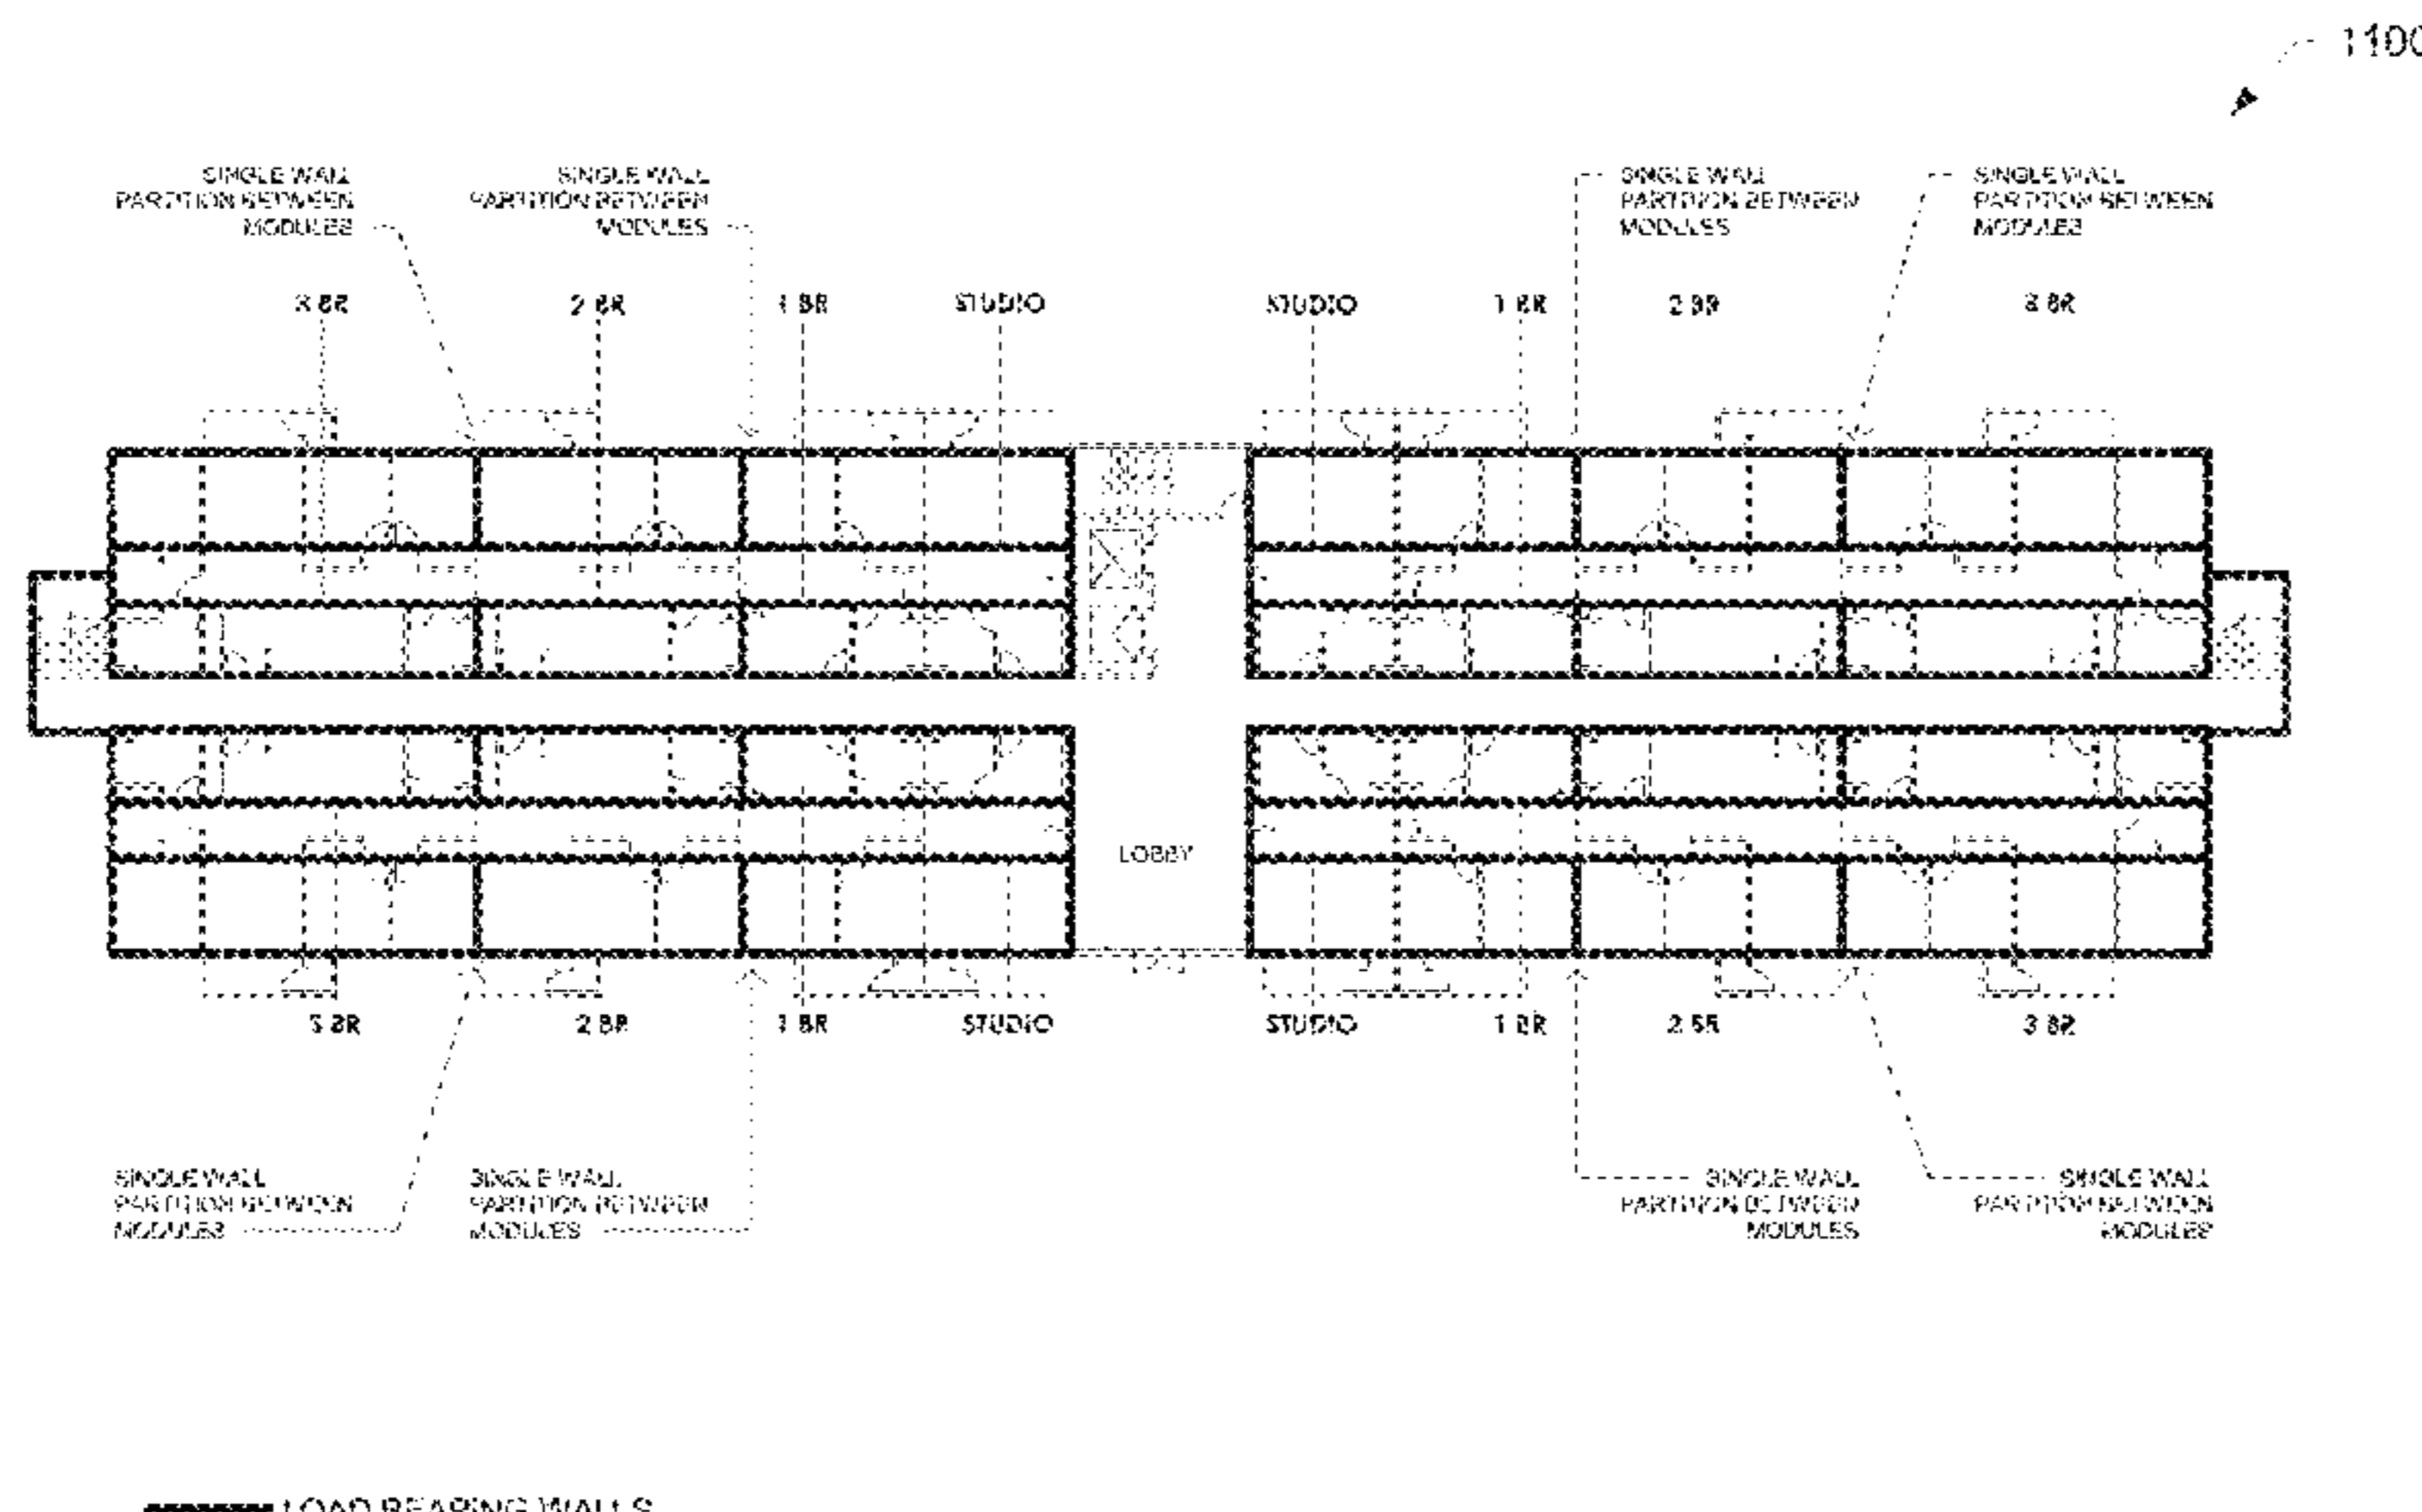 1100
SINGLE WALL
PARTITION BETWEEN
MODULES
SINGLE WALL
PARTITION BETWEEN
MODULES
SINGLE WALL
PARTITION BETWEEN
MODULES
SINGLE WALL
PARTITION BETWEEN
MODULES
3 BR 2 BR 1 BR STUDIO STUDIO 1 BR 2 BR 3 BR
LOBBY
3 BR 2 BR 1 BR STUDIO STUDIO 1 BR 2 BR 3 BR
SINGLE WALL
PARTITION BETWEEN
MODULES
SINGLE WALL
PARTITION BETWEEN
MODULES
SINGLE WALL
PARTITION BETWEEN
MODULES
SINGLE WALL
PARTITION BETWEEN
MODULES
LOAD BEARING WALLS